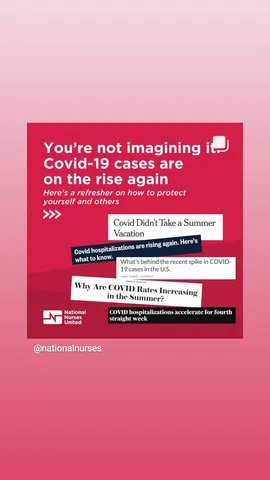 You're not imagining it.
Covid-19 cases are
on the rise again
Here's a refresher on how to protect
yourself and others
>>>
Covid Didn't Take a Summer
Vacation
Covid hospitalizations are rising again. Here's
what to know.
What's behind the recent spike in COVID-
19 cases in the U.S.
Why Are COVID Rates Increasing
in the Summer?
COVID hospitalizations accelerate for fourth
straight week
National
Nurses
United
@nationalnurses